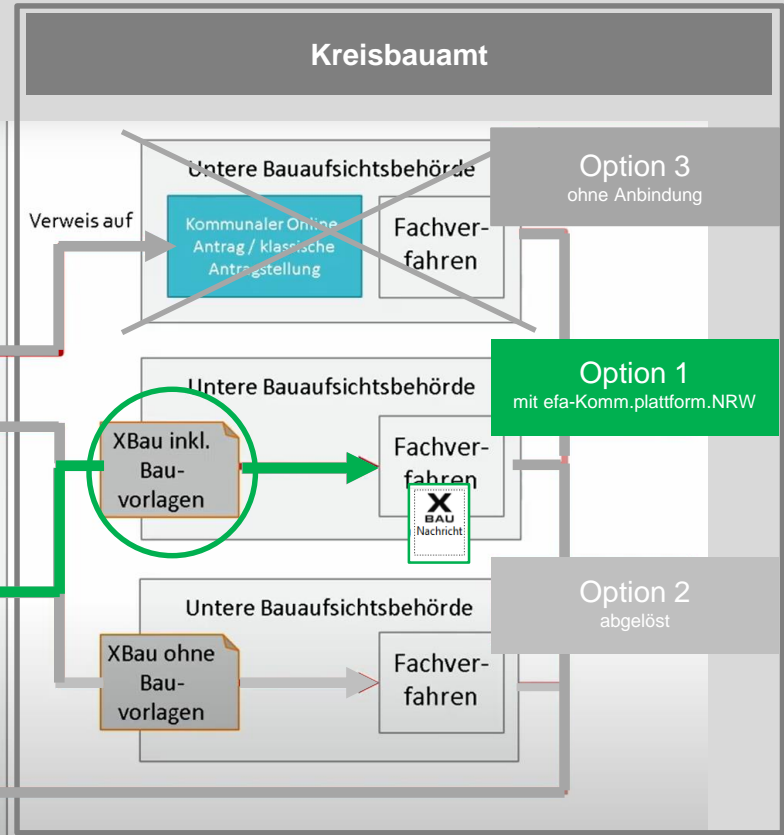 Kreisbauamt
Untere Bauaufsichtsbehörde
Option 3
ohne Anbindung
Verweis auf
Kommunaler Online-
Antrag / klassische
Antragstellung
Fachver-
fahren
Untere Bauaufsichtsbehörde
Option 1
mit efa-Komm.plattform.NRW
XBau inkl.
Bau-
vorlagen
Fachver-
fahren
X
BAU
Nachricht
Untere Bauaufsichtsbehörde
Option 2
abgelöst
XBau ohne
Bau-
vorlagen
Fachver-
fahren